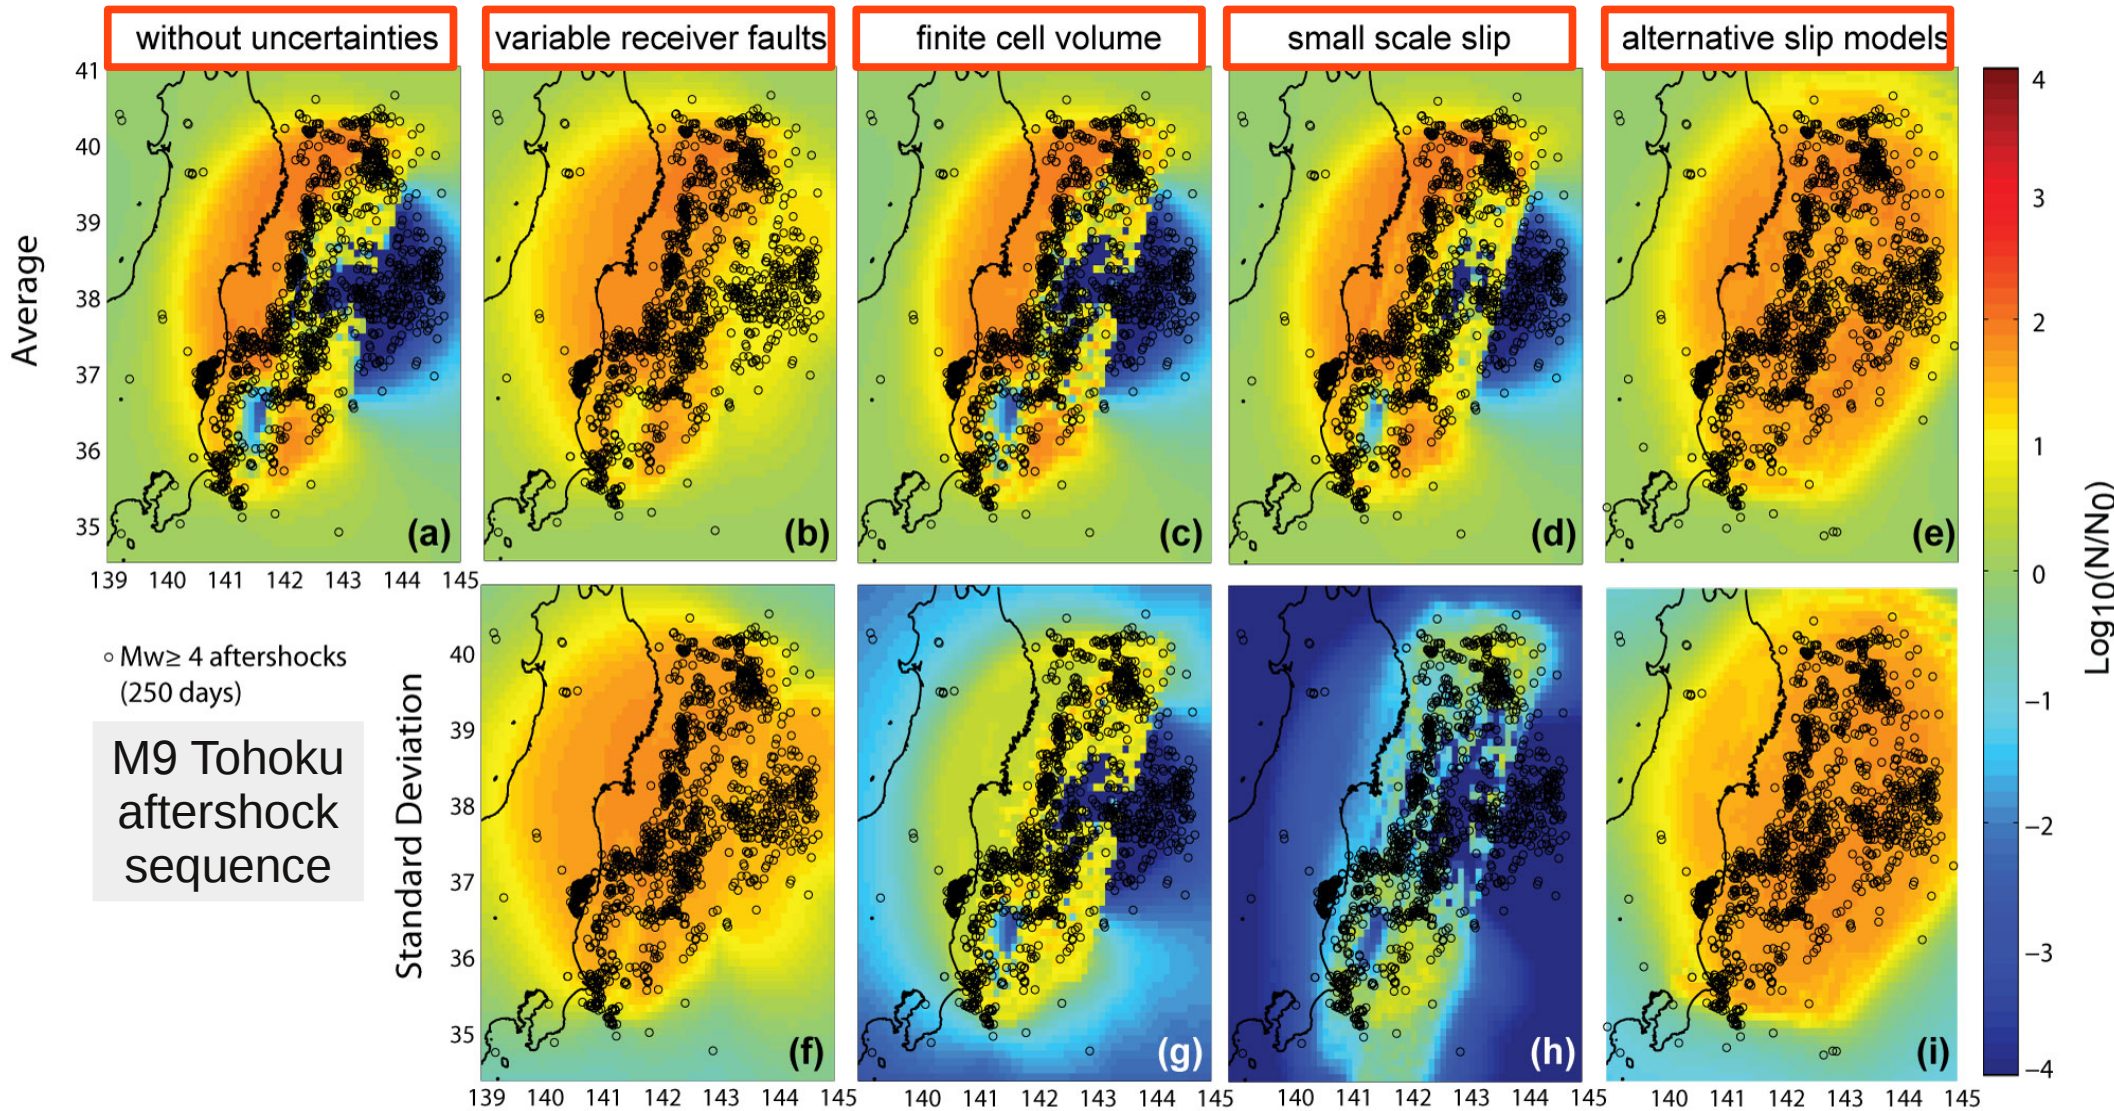 without uncertainties
variable receiver faults
finite cell volume
small scale slip
alternative slip models
Average
41
40
39
38
37
36
35
(a)
(b)
(c)
(d)
(e)
139 140 141 142 143 144 145
4
3
2
1
0
−1
−2
−3
−4
Log10(N/N0)
○ Mw≥ 4 aftershocks
(250 days)
M9 Tohoku
aftershock
sequence
Standard Deviation
40
39
38
37
36
35
(f)
(g)
(h)
(i)
139 140 141 142 143 144 145
140 141 142 143 144 145
140 141 142 143 144 145
140 141 142 143 144 145